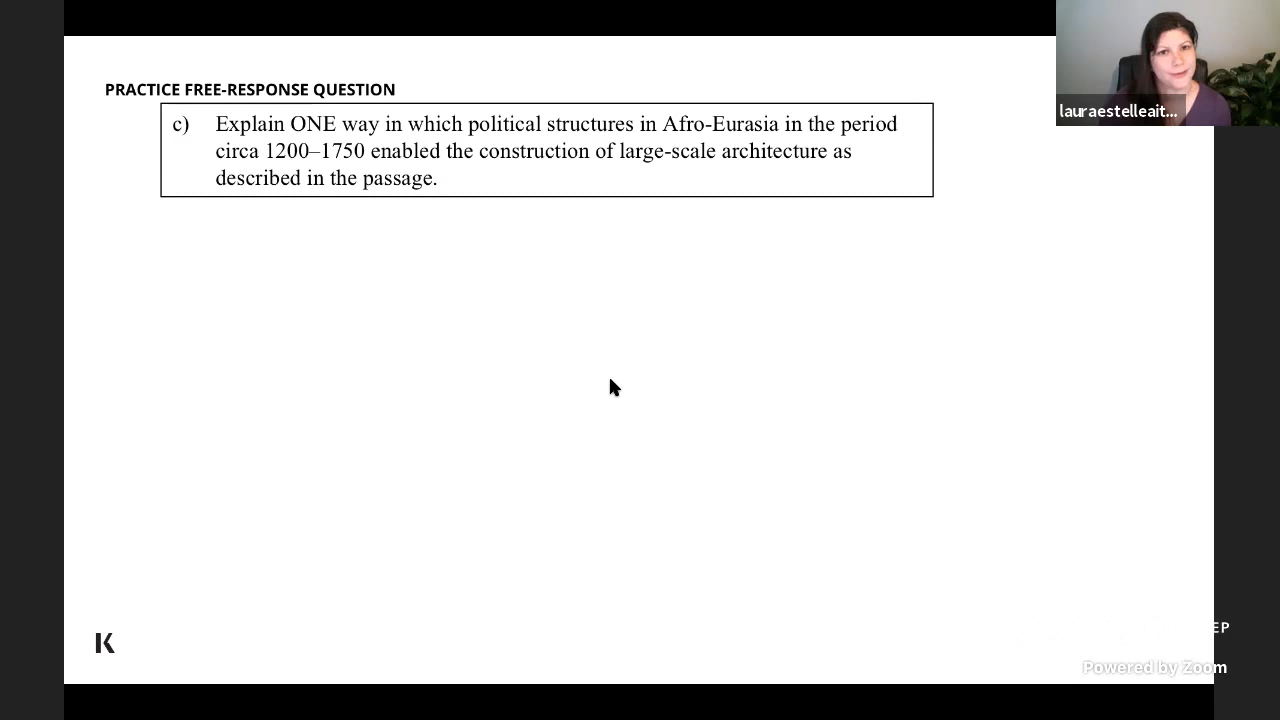 PRACTICE FREE-RESPONSE QUESTION
lauraestelleait...
c) Explain ONE way in which political structures in Afro-Eurasia in the period
circa 1200–1750 enabled the construction of large-scale architecture as
described in the passage.
K
EP
Powered by Zoom